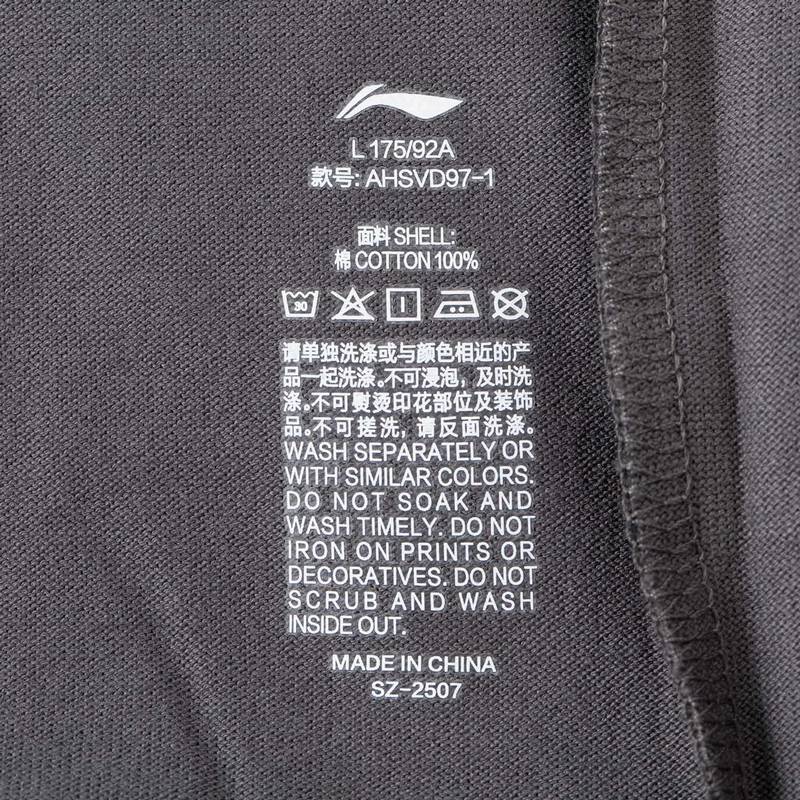 L 175/92A
款号: AHSVD97-1
面料 SHELL:
棉 COTTON 100%
30
请单独洗涤或与颜色相近的产
品一起洗涤。不可浸泡，及时洗
涤。不可熨烫印花部位及装饰
品。不可搓洗，请反面洗涤。
WASH SEPARATELY OR
WITH SIMILAR COLORS.
DO NOT SOAK AND
WASH TIMELY. DO NOT
IRON ON PRINTS OR
DECORATIVES. DO NOT
SCRUB AND WASH
INSIDE OUT.
MADE IN CHINA
SZ-2507